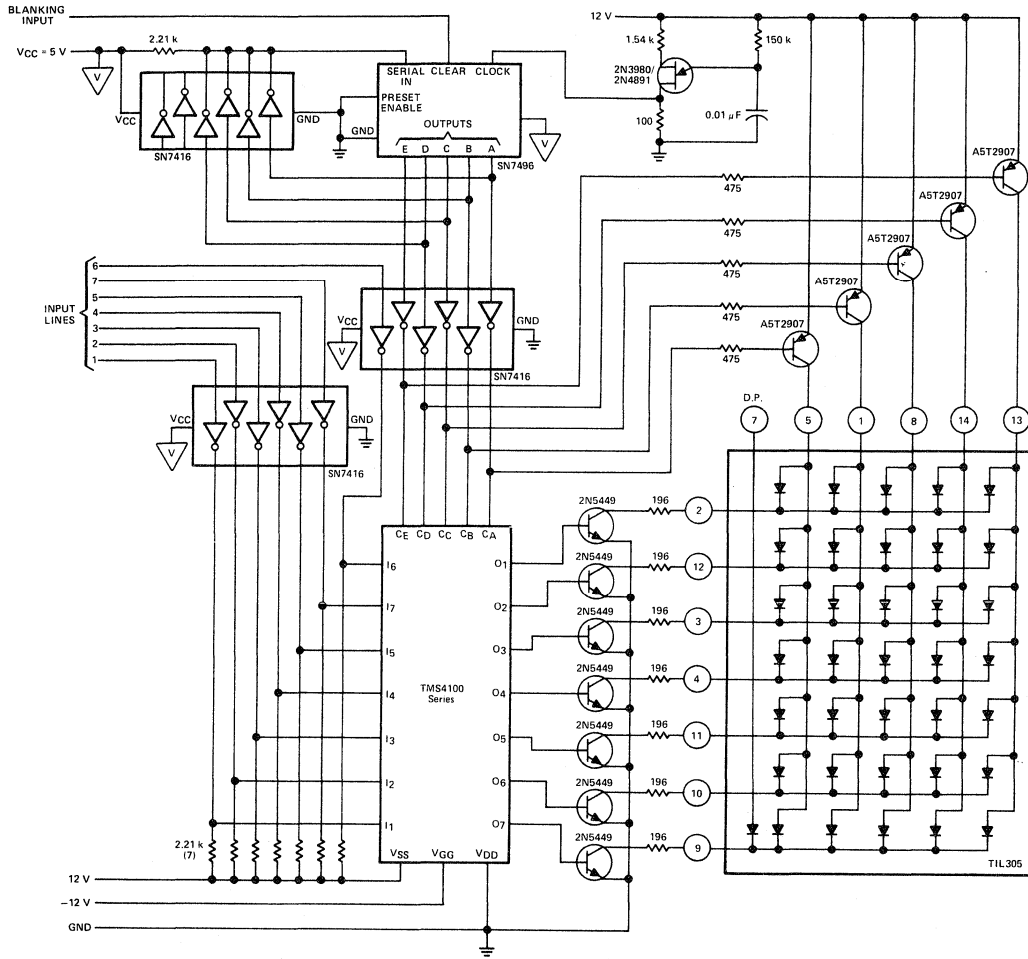 BLANKING
INPUT
12 V
VCC = 5 V
2.21 k
1.54 k
150 k
SERIAL CLEAR CLOCK
IN
2N3980/
2N4891
PRESET
ENABLE
V
VCC
GND
GND
OUTPUTS
100
0.01 µF
V
E D C B A
SN7416
SN7496
A5T2907
475
A5T2907
475
6
7
5
4
3
2
1
INPUT
LINES
A5T2907
475
A5T2907
475
VCC
GND
V
A5T2907
475
SN7416
D.P.
VCC
GND
7
5
1
8
14
13
V
SN7416
CE CD CC CB CA
2N5449
196
2
I6
O1
2N5449
196
12
I7
O2
2N5449
196
3
I5
O3
2N5449
196
4
I4
TMS4100
Series
O4
2N5449
196
11
I3
O5
2N5449
196
10
I2
O6
2N5449
196
9
I1
O7
2.21 k
(7)
VSS
VGG
VDD
TIL305
12 V
−12 V
GND